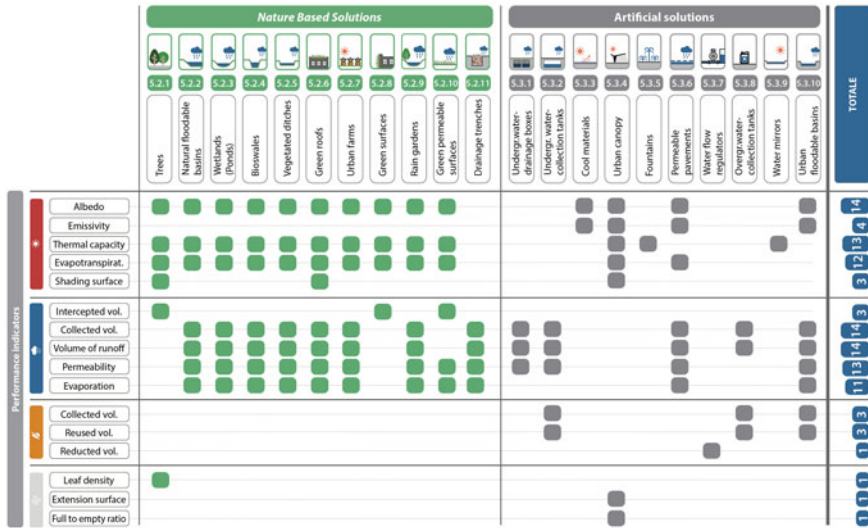 Nature Based Solutions
Artificial solutions
5.2.1
5.2.2
5.2.3
5.2.4
5.2.5
5.2.6
5.2.7
5.2.8
5.2.9
5.2.10
5.2.11
5.3.1
5.3.2
5.3.3
5.3.4
5.3.5
5.3.6
5.3.7
5.3.8
5.3.9
5.3.10
TOTALE
Trees
Natural floodable
basins
Wetlands
(Ponds)
Bioswales
Vegetated ditches
Green roofs
Urban farms
Green surfaces
Rain gardens
Green permeable
surfaces
Drainage trenches
Undergr.water-
drainage boxes
Undergr. water-
collection tanks
Cool materials
Urban canopy
Fountains
Permeable
pavements
Water flow
regulators
Overgr.water-
collection tanks
Water mirrors
Urban
floodable basins
Performance Indicators
Albedo
14
Emissivity
4
Thermal capacity
13
Evapotranspirat.
12
Shading surface
3
Intercepted vol.
3
Collected vol.
14
Volume of runoff
14
Permeability
13
Evaporation
11
Collected vol.
3
Reused vol.
3
Reducted vol.
1
Leaf density
1
Extension surface
1
Full to empty ratio
1